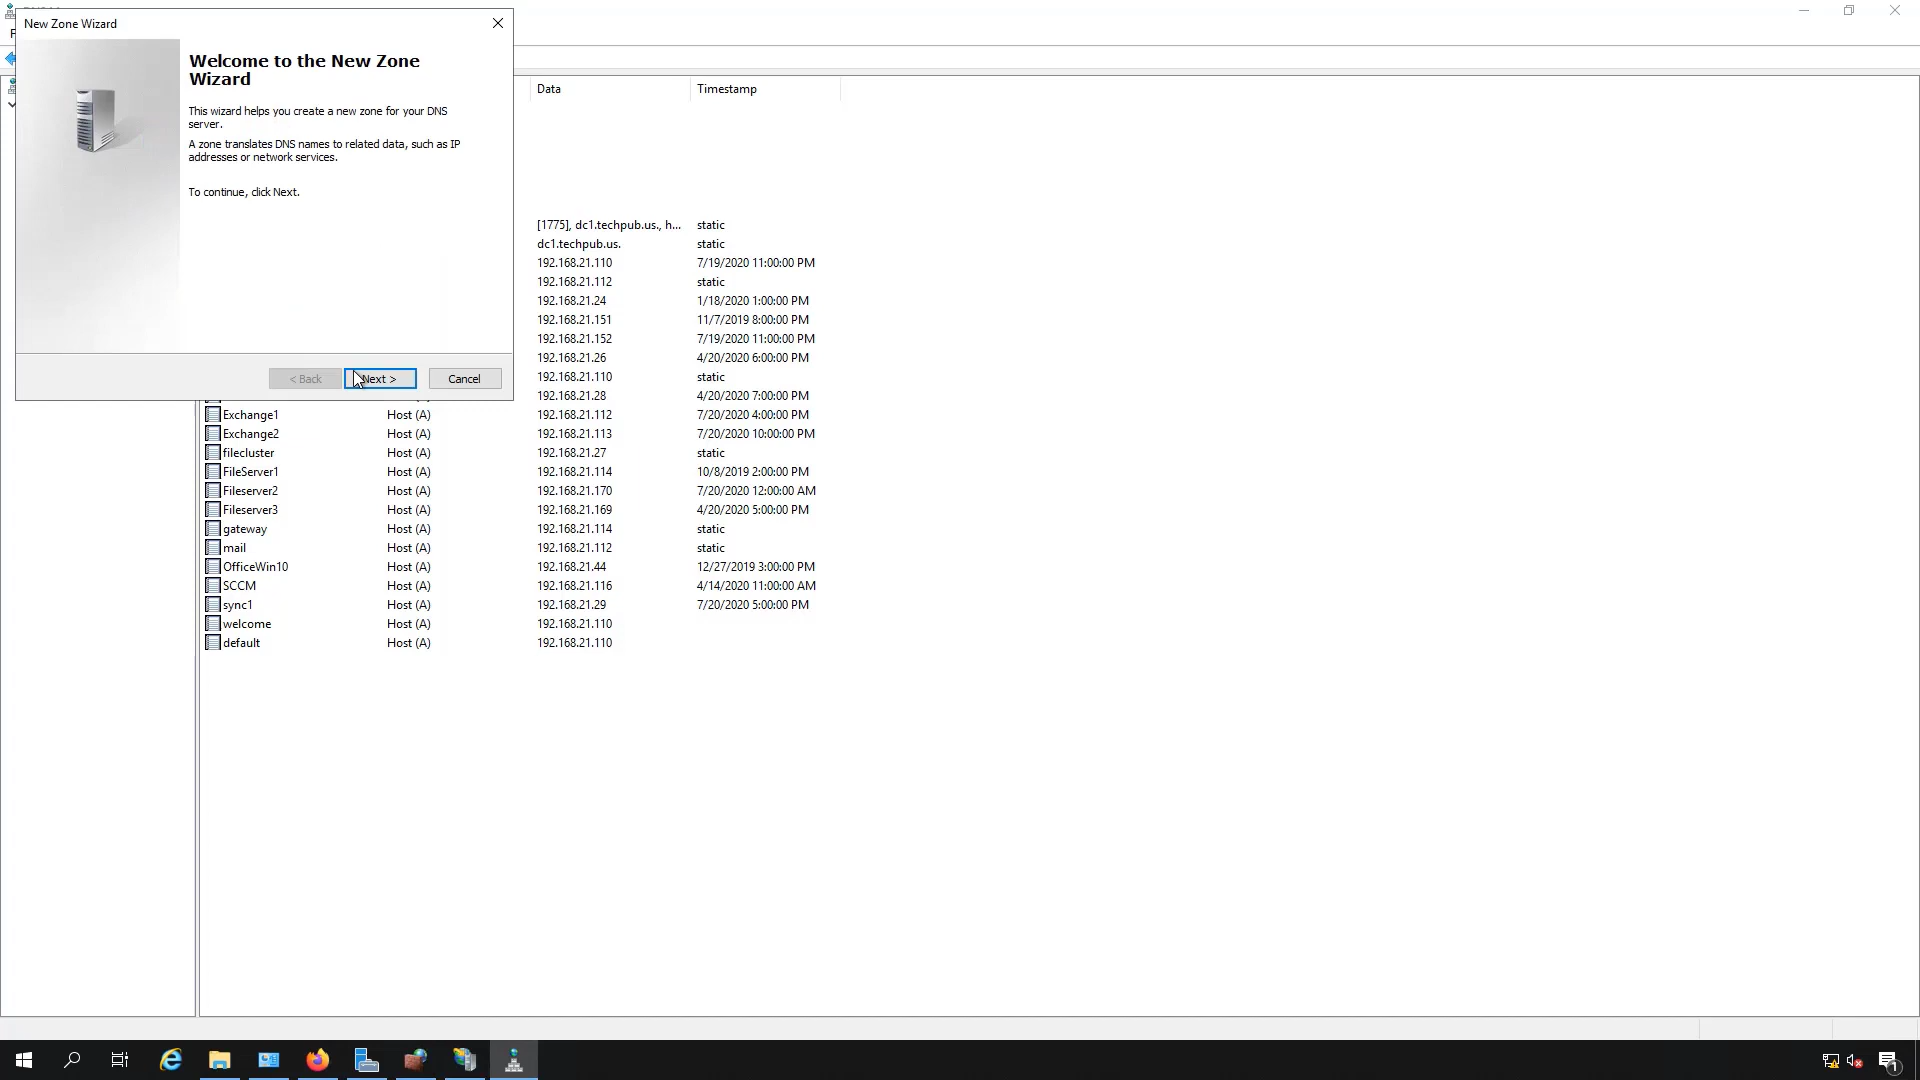 New Zone Wizard
Welcome to the New Zone
Wizard
This wizard helps you create a new zone for your DNS
server.
A zone translates DNS names to related data, such as IP
addresses or network services.
To continue, click Next.
< Back
Next >
Cancel
Data Timestamp
[1775], dc1.techpub.us., h... static
dc1.techpub.us. static
192.168.21.110 7/19/2020 11:00:00 PM
192.168.21.112 static
192.168.21.24 1/18/2020 1:00:00 PM
192.168.21.151 11/7/2019 8:00:00 PM
192.168.21.152 7/19/2020 11:00:00 PM
192.168.21.26 4/20/2020 6:00:00 PM
192.168.21.110 static
192.168.21.28 4/20/2020 7:00:00 PM
Exchange1 Host (A) 192.168.21.112 7/20/2020 4:00:00 PM
Exchange2 Host (A) 192.168.21.113 7/20/2020 10:00:00 PM
filecluster Host (A) 192.168.21.27 static
FileServer1 Host (A) 192.168.21.114 10/8/2019 2:00:00 PM
Fileserver2 Host (A) 192.168.21.170 7/20/2020 12:00:00 AM
Fileserver3 Host (A) 192.168.21.169 4/20/2020 5:00:00 PM
gateway Host (A) 192.168.21.114 static
mail Host (A) 192.168.21.112 static
OfficeWin10 Host (A) 192.168.21.44 12/27/2019 3:00:00 PM
SCCM Host (A) 192.168.21.116 4/14/2020 11:00:00 AM
sync1 Host (A) 192.168.21.29 7/20/2020 5:00:00 PM
welcome Host (A) 192.168.21.110
default Host (A) 192.168.21.110
1